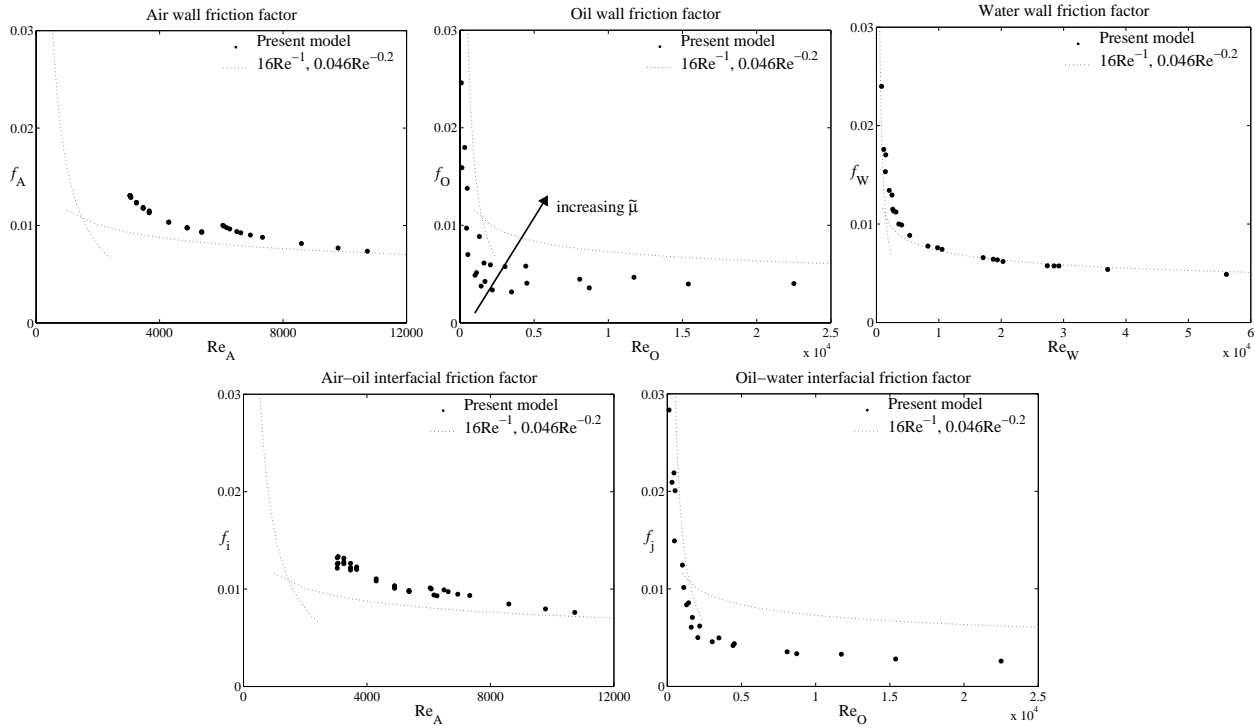 Air wall friction factor
0.03
0.02
f_A
0.01
0
0 4000 8000 12000
Re_A
Present model
16Re^-1, 0.046Re^-0.2
Oil wall friction factor
0.03
0.02
f_O
0.01
0
0 0.5 1 1.5 2 2.5
Re_O
x 10^4
Present model
16Re^-1, 0.046Re^-0.2
increasing μ̃
Water wall friction factor
0.03
0.02
f_W
0.01
0
0 1 2 3 4 5 6
Re_W
x 10^4
Present model
16Re^-1, 0.046Re^-0.2
Air−oil interfacial friction factor
0.03
0.02
f_i
0.01
0
0 4000 8000 12000
Re_A
Present model
16Re^-1, 0.046Re^-0.2
Oil−water interfacial friction factor
0.03
0.02
f_j
0.01
0
0 0.5 1 1.5 2 2.5
Re_O
x 10^4
Present model
16Re^-1, 0.046Re^-0.2